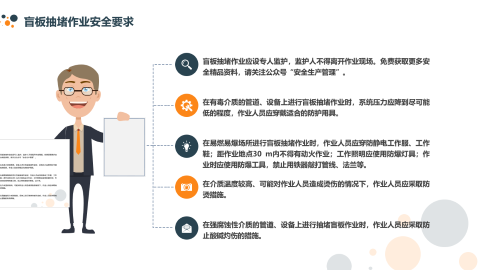 盲板抽堵作业安全要求
盲板抽堵作业应设专人监护，监护人不得离开作业现场。免费获取更多安
全精品资料，请关注公众号“安全生产管理”。
在有毒介质的管道、设备上进行盲板抽堵作业时，系统压力应降到尽可能
低的程度，作业人员应穿戴适合的防护用具。
在易燃易爆场所进行盲板抽堵作业时，作业人员应穿防静电工作服、工作
鞋；距作业地点30 m内不得有动火作业；工作照明应使用防爆灯具；作
业时应使用防爆工具，禁止用铁器敲打管线、法兰等。
在介质温度较高、可能对作业人员造成烫伤的情况下，作业人员应采取防
烫措施。
在强腐蚀性介质的管道、设备上进行抽堵盲板作业时，作业人员应采取防
止酸碱灼伤的措施。